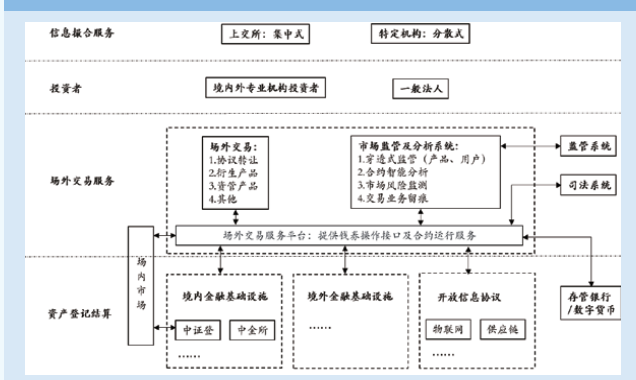 信息撮合服务
上交所：集中式
特定机构：分散式
投资者
境内外专业机构投资者
一般法人
场外交易服务
场外交易：
1.协议转让
2.衍生产品
3.资管产品
4.其他
市场监管及分析系统：
1.穿透式监管（产品、用户）
2.合约智能分析
3.市场风险监测
4.交易业务留痕
监管系统
司法系统
场外交易服务平台：提供钱券操作接口及合约运行服务
场内市场
资产登记结算
境内金融基础设施
中证登
中金所
......
境外金融基础设施
......
开放信息协议
物联网
供应链
......
存管银行
/数字货币